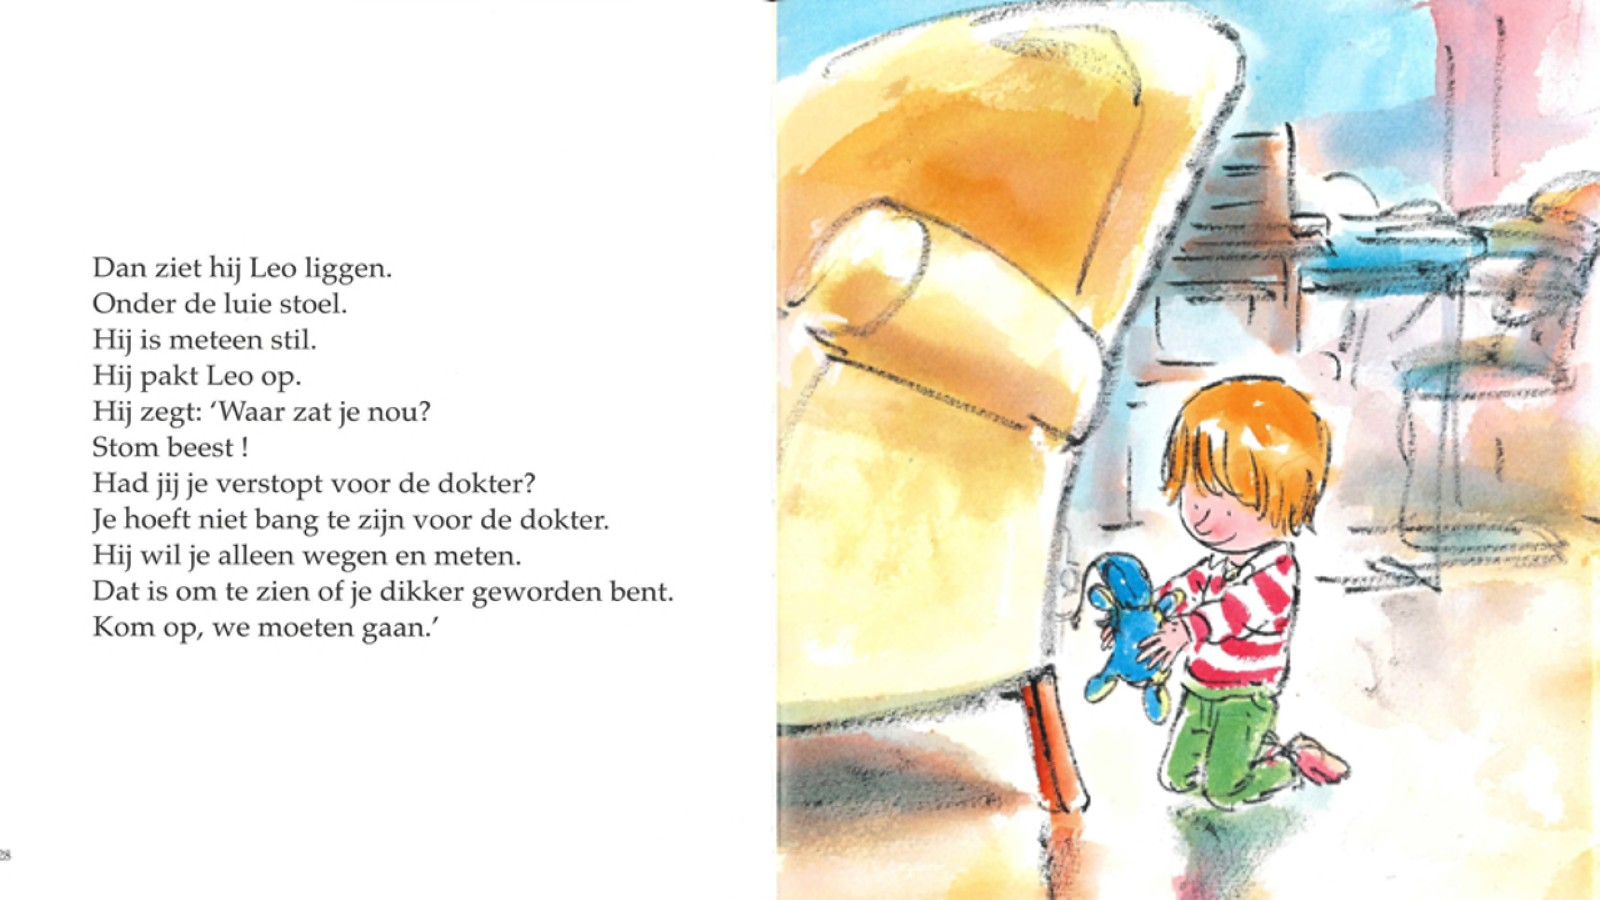 Dan ziet hij Leo liggen.
Onder de luie stoel.
Hij is meteen stil.
Hij pakt Leo op.
Hij zegt: ‘Waar zat je nou?
Stom beest !
Had jij je verstopt voor de dokter?
Je hoeft niet bang te zijn voor de dokter.
Hij wil je alleen wegen en meten.
Dat is om te zien of je dikker geworden bent.
Kom op, we moeten gaan.’
28